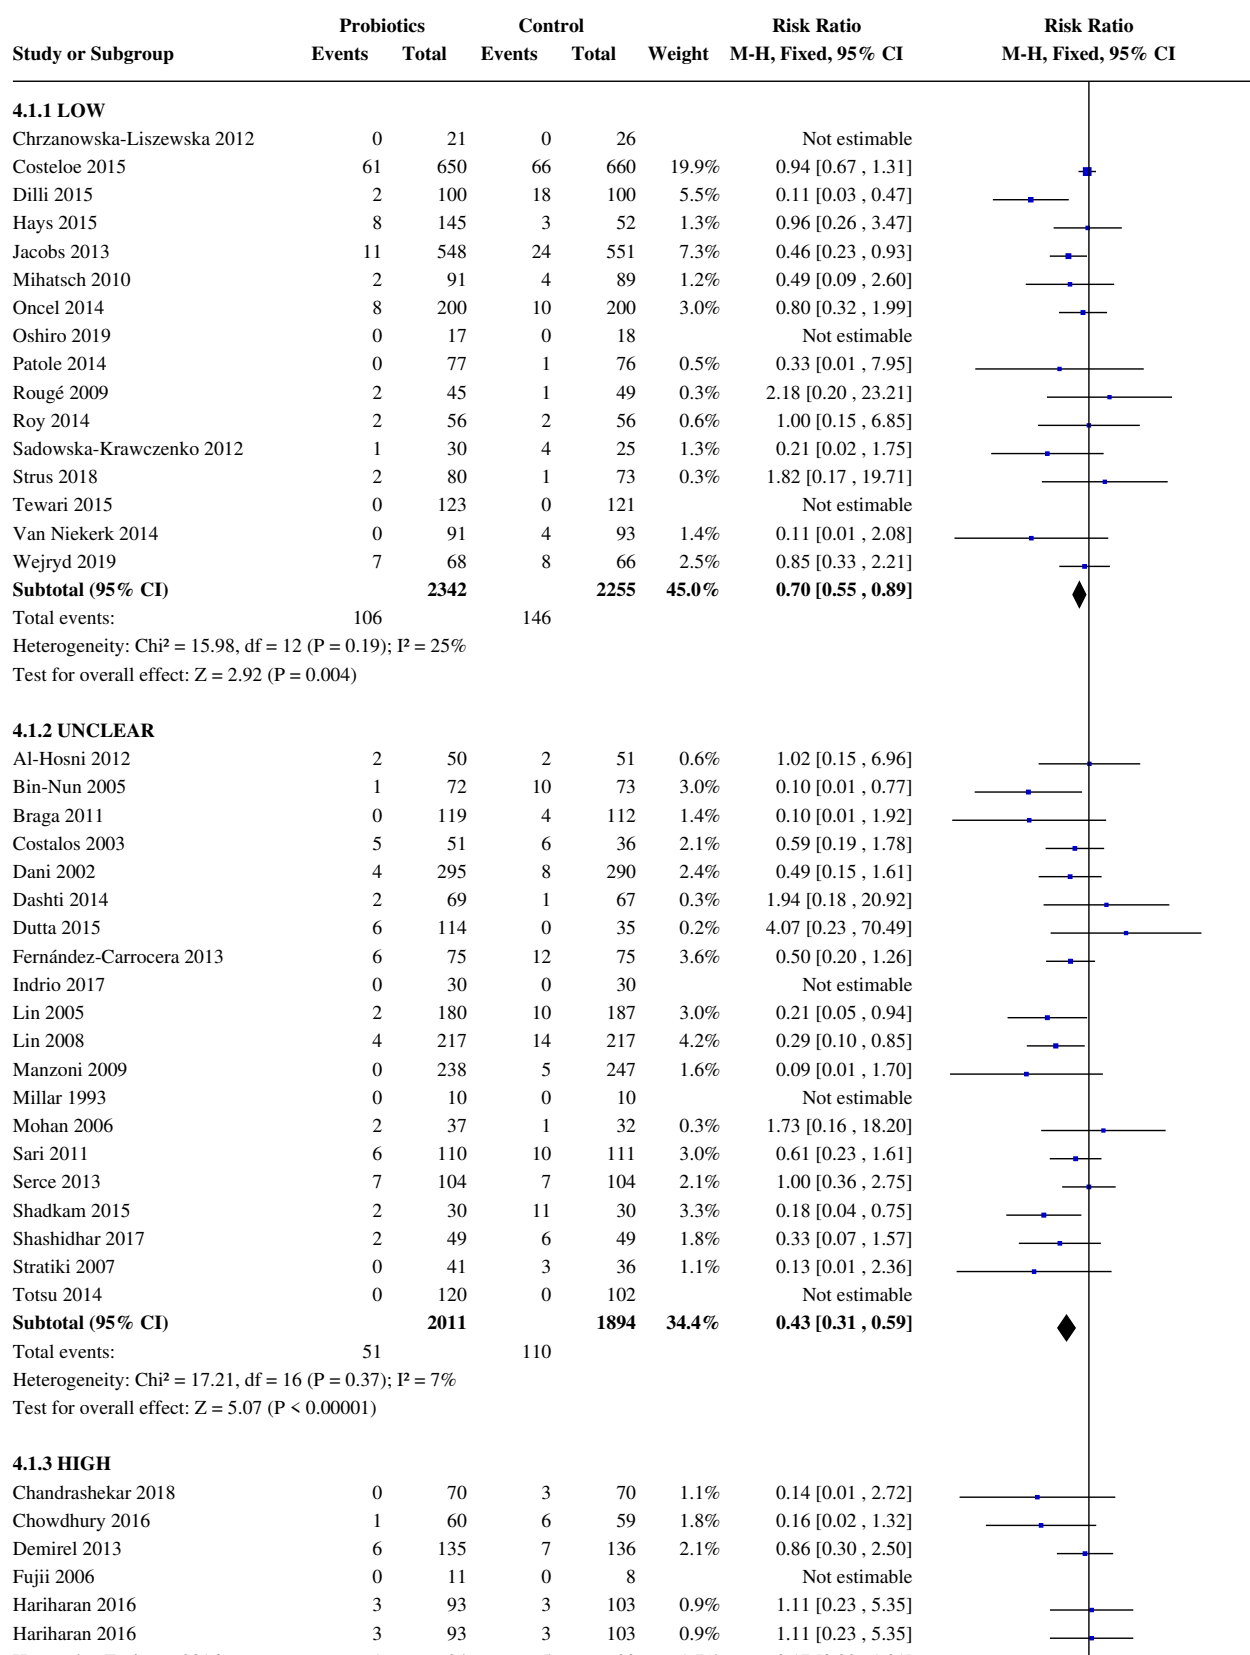 Probiotics Control Risk Ratio Risk Ratio
Study or Subgroup Events Total Events Total Weight M-H, Fixed, 95% CI M-H, Fixed, 95% CI
4.1.1 LOW
Chrzanowska-Liszewska 2012 0 21 0 26 Not estimable
Costeloe 2015 61 650 66 660 19.9% 0.94 [0.67 , 1.31]
Dilli 2015 2 100 18 100 5.5% 0.11 [0.03 , 0.47]
Hays 2015 8 145 3 52 1.3% 0.96 [0.26 , 3.47]
Jacobs 2013 11 548 24 551 7.3% 0.46 [0.23 , 0.93]
Mihatsch 2010 2 91 4 89 1.2% 0.49 [0.09 , 2.60]
Oncel 2014 8 200 10 200 3.0% 0.80 [0.32 , 1.99]
Oshiro 2019 0 17 0 18 Not estimable
Patole 2014 0 77 1 76 0.5% 0.33 [0.01 , 7.95]
Rougé 2009 2 45 1 49 0.3% 2.18 [0.20 , 23.21]
Roy 2014 2 56 2 56 0.6% 1.00 [0.15 , 6.85]
Sadowska-Krawczenko 2012 1 30 4 25 1.3% 0.21 [0.02 , 1.75]
Strus 2018 2 80 1 73 0.3% 1.82 [0.17 , 19.71]
Tewari 2015 0 123 0 121 Not estimable
Van Niekerk 2014 0 91 4 93 1.4% 0.11 [0.01 , 2.08]
Wejryd 2019 7 68 8 66 2.5% 0.85 [0.33 , 2.21]
Subtotal (95% CI) 2342 2255 45.0% 0.70 [0.55 , 0.89]
Total events: 106 146
Heterogeneity: Chi² = 15.98, df = 12 (P = 0.19); I² = 25%
Test for overall effect: Z = 2.92 (P = 0.004)
4.1.2 UNCLEAR
Al-Hosni 2012 2 50 2 51 0.6% 1.02 [0.15 , 6.96]
Bin-Nun 2005 1 72 10 73 3.0% 0.10 [0.01 , 0.77]
Braga 2011 0 119 4 112 1.4% 0.10 [0.01 , 1.92]
Costalos 2003 5 51 6 36 2.1% 0.59 [0.19 , 1.78]
Dani 2002 4 295 8 290 2.4% 0.49 [0.15 , 1.61]
Dashti 2014 2 69 1 67 0.3% 1.94 [0.18 , 20.92]
Dutta 2015 6 114 0 35 0.2% 4.07 [0.23 , 70.49]
Fernández-Carrocera 2013 6 75 12 75 3.6% 0.50 [0.20 , 1.26]
Indrio 2017 0 30 0 30 Not estimable
Lin 2005 2 180 10 187 3.0% 0.21 [0.05 , 0.94]
Lin 2008 4 217 14 217 4.2% 0.29 [0.10 , 0.85]
Manzoni 2009 0 238 5 247 1.6% 0.09 [0.01 , 1.70]
Millar 1993 0 10 0 10 Not estimable
Mohan 2006 2 37 1 32 0.3% 1.73 [0.16 , 18.20]
Sari 2011 6 110 10 111 3.0% 0.61 [0.23 , 1.61]
Serce 2013 7 104 7 104 2.1% 1.00 [0.36 , 2.75]
Shadkam 2015 2 30 11 30 3.3% 0.18 [0.04 , 0.75]
Shashidhar 2017 2 49 6 49 1.8% 0.33 [0.07 , 1.57]
Stratiki 2007 0 41 3 36 1.1% 0.13 [0.01 , 2.36]
Totsu 2014 0 120 0 102 Not estimable
Subtotal (95% CI) 2011 1894 34.4% 0.43 [0.31 , 0.59]
Total events: 51 110
Heterogeneity: Chi² = 17.21, df = 16 (P = 0.37); I² = 7%
Test for overall effect: Z = 5.07 (P < 0.00001)
4.1.3 HIGH
Chandrashekar 2018 0 70 3 70 1.1% 0.14 [0.01 , 2.72]
Chowdhury 2016 1 60 6 59 1.8% 0.16 [0.02 , 1.32]
Demirel 2013 6 135 7 136 2.1% 0.86 [0.30 , 2.50]
Fujii 2006 0 11 0 8 Not estimable
Hariharan 2016 3 93 3 103 0.9% 1.11 [0.23 , 5.35]
Hariharan 2016 3 93 3 103 0.9% 1.11 [0.23 , 5.35]